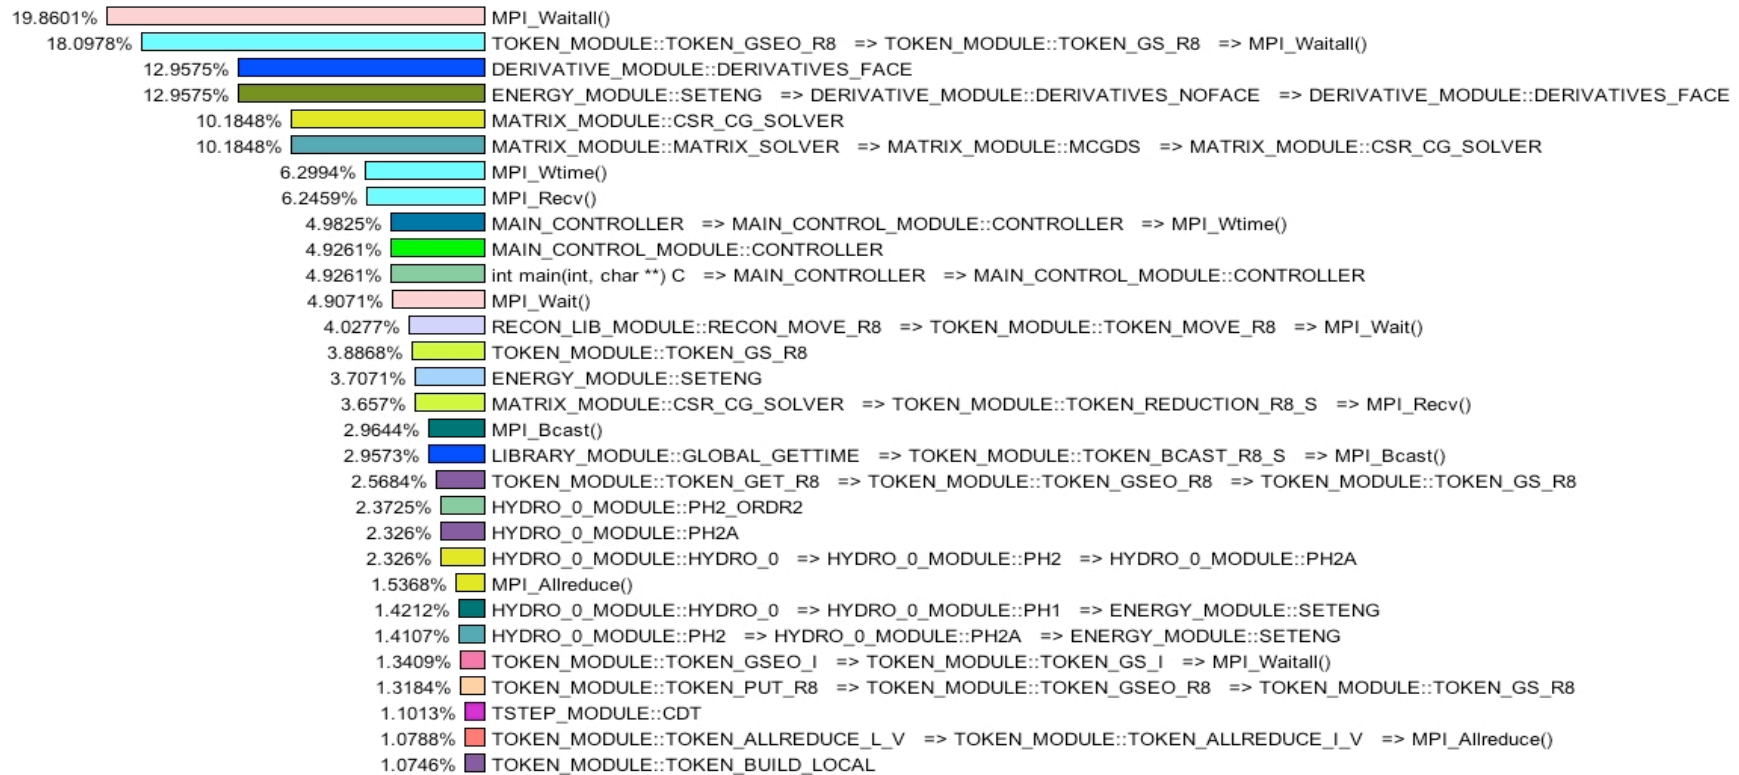 19.8601% MPI_Waitall()
18.0978% TOKEN_MODULE::TOKEN_GSEO_R8 => TOKEN_MODULE::TOKEN_GS_R8 => MPI_Waitall()
12.9575% DERIVATIVE_MODULE::DERIVATIVES_FACE
12.9575% ENERGY_MODULE::SETENG => DERIVATIVE_MODULE::DERIVATIVES_NOFACE => DERIVATIVE_MODULE::DERIVATIVES_FACE
10.1848% MATRIX_MODULE::CSR_CG_SOLVER
10.1848% MATRIX_MODULE::MATRIX_SOLVER => MATRIX_MODULE::MCGDS => MATRIX_MODULE::CSR_CG_SOLVER
6.2994% MPI_Wtime()
6.2459% MPI_Recv()
4.9825% MAIN_CONTROLLER => MAIN_CONTROL_MODULE::CONTROLLER => MPI_Wtime()
4.9261% MAIN_CONTROL_MODULE::CONTROLLER
4.9261% int main(int, char **) C => MAIN_CONTROLLER => MAIN_CONTROL_MODULE::CONTROLLER
4.9071% MPI_Wait()
4.0277% RECON_LIB_MODULE::RECON_MOVE_R8 => TOKEN_MODULE::TOKEN_MOVE_R8 => MPI_Wait()
3.8868% TOKEN_MODULE::TOKEN_GS_R8
3.7071% ENERGY_MODULE::SETENG
3.657% MATRIX_MODULE::CSR_CG_SOLVER => TOKEN_MODULE::TOKEN_REDUCTION_R8_S => MPI_Recv()
2.9644% MPI_Bcast()
2.9573% LIBRARY_MODULE::GLOBAL_GETTIME => TOKEN_MODULE::TOKEN_BCAST_R8_S => MPI_Bcast()
2.5684% TOKEN_MODULE::TOKEN_GET_R8 => TOKEN_MODULE::TOKEN_GSEO_R8 => TOKEN_MODULE::TOKEN_GS_R8
2.3725% HYDRO_0_MODULE::PH2_ORDR2
2.326% HYDRO_0_MODULE::PH2A
2.326% HYDRO_0_MODULE::HYDRO_0 => HYDRO_0_MODULE::PH2 => HYDRO_0_MODULE::PH2A
1.5368% MPI_Allreduce()
1.4212% HYDRO_0_MODULE::HYDRO_0 => HYDRO_0_MODULE::PH1 => ENERGY_MODULE::SETENG
1.4107% HYDRO_0_MODULE::PH2 => HYDRO_0_MODULE::PH2A => ENERGY_MODULE::SETENG
1.3409% TOKEN_MODULE::TOKEN_GSEO_I => TOKEN_MODULE::TOKEN_GS_I => MPI_Waitall()
1.3184% TOKEN_MODULE::TOKEN_PUT_R8 => TOKEN_MODULE::TOKEN_GSEO_R8 => TOKEN_MODULE::TOKEN_GS_R8
1.1013% TSTEP_MODULE::CDT
1.0788% TOKEN_MODULE::TOKEN_ALLREDUCE_L_V => TOKEN_MODULE::TOKEN_ALLREDUCE_I_V => MPI_Allreduce()
1.0746% TOKEN_MODULE::TOKEN_BUILD_LOCAL